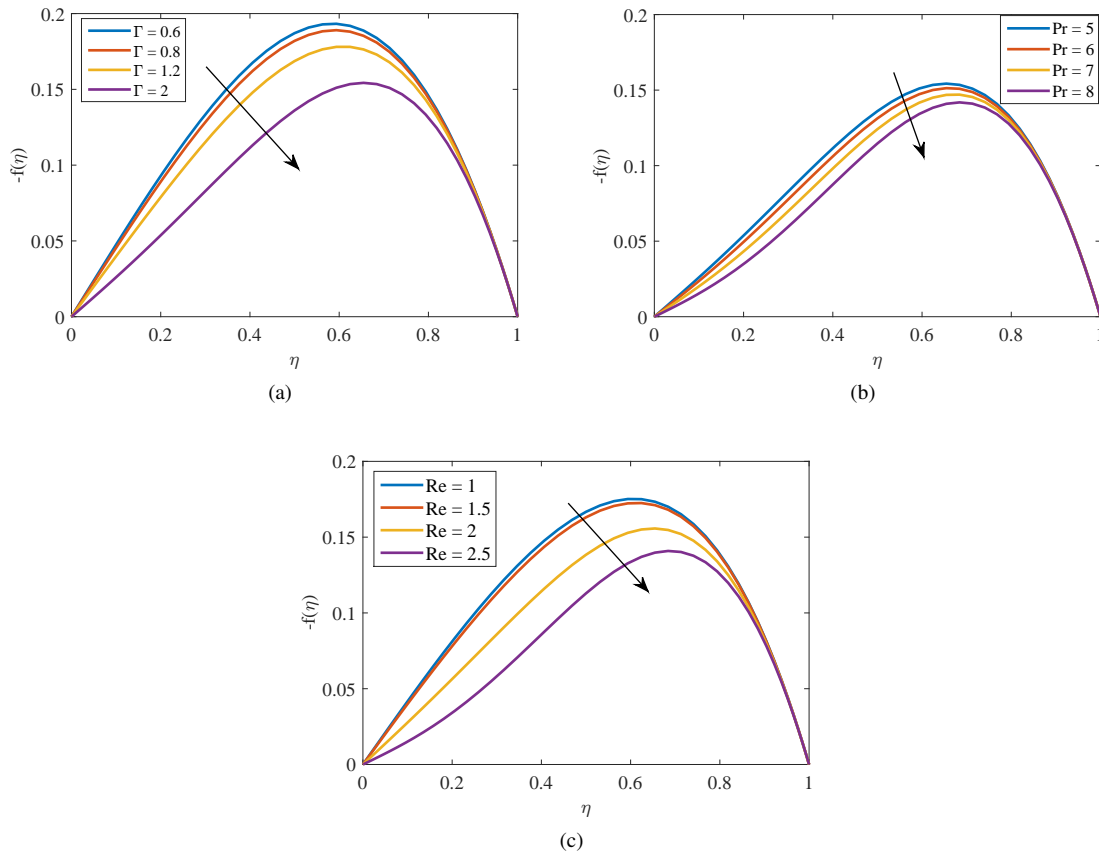 0.2
0.15
0.1
0.05
0
-f(η)
Γ = 0.6
Γ = 0.8
Γ = 1.2
Γ = 2
0 0.2 0.4 0.6 0.8 1
η
(a)
0.2
0.15
0.1
0.05
0
-f(η)
Pr = 5
Pr = 6
Pr = 7
Pr = 8
0 0.2 0.4 0.6 0.8 1
η
(b)
0.2
0.15
0.1
0.05
0
-f(η)
Re = 1
Re = 1.5
Re = 2
Re = 2.5
0 0.2 0.4 0.6 0.8 1
η
(c)